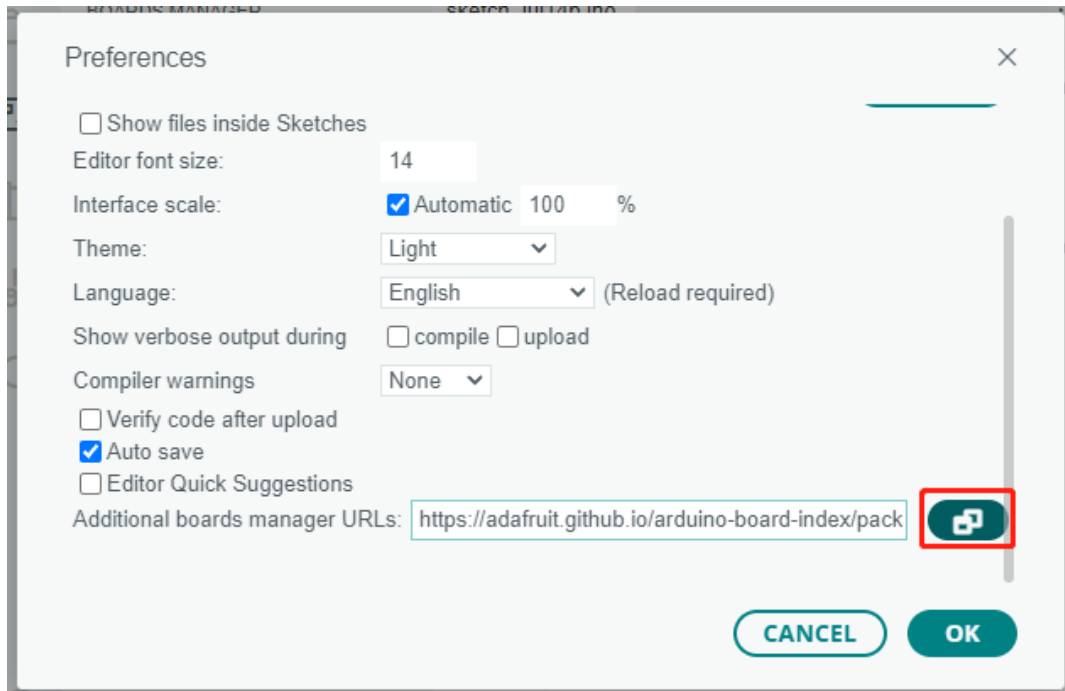 BOARDS MANAGER
Preferences
Show files inside Sketches
Editor font size: 14
Interface scale: Automatic 100 %
Theme: Light
Language: English (Reload required)
Show verbose output during compile upload
Compiler warnings None
Verify code after upload
Auto save
Editor Quick Suggestions
Additional boards manager URLs: https://adafruit.github.io/arduino-board-index/pack
CANCEL OK